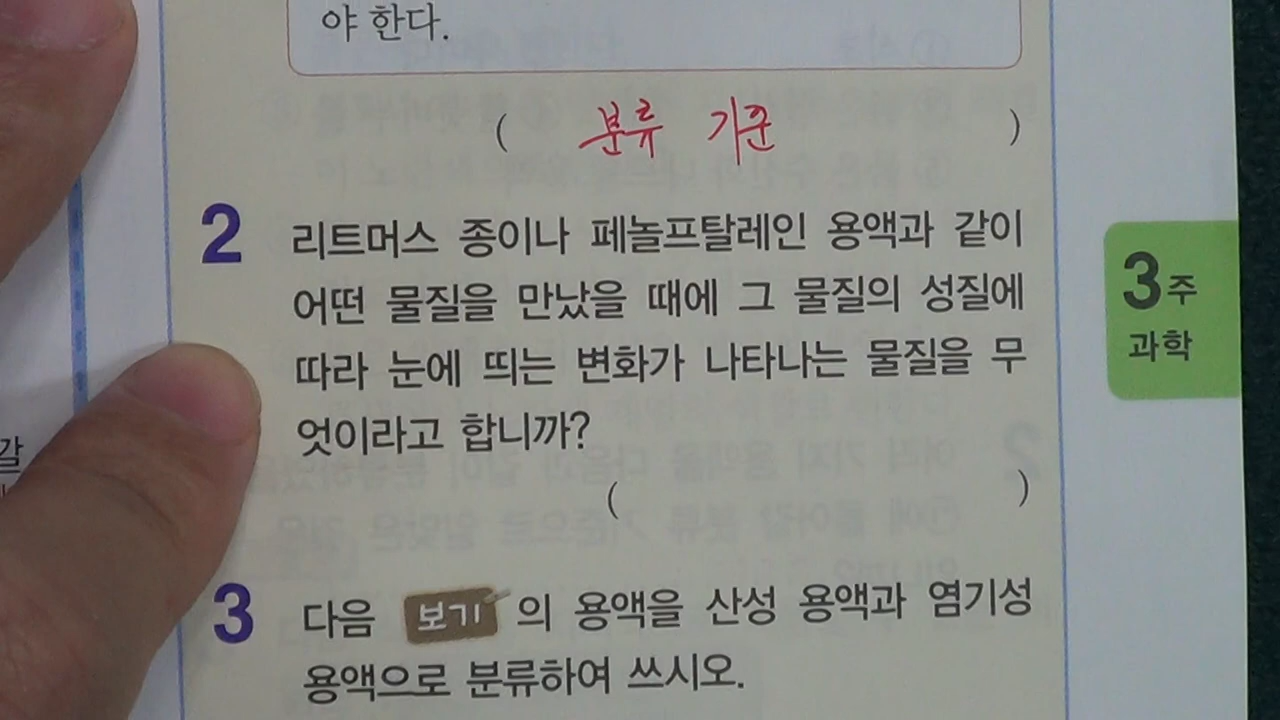 야 한다.
( 분류 기준 )
2 리트머스 종이나 페놀프탈레인 용액과 같이
어떤 물질을 만났을 때에 그 물질의 성질에
따라 눈에 띄는 변화가 나타나는 물질을 무
엇이라고 합니까?
( )
3 다음 보기 의 용액을 산성 용액과 염기성
용액으로 분류하여 쓰시오.
3주
과학
갈